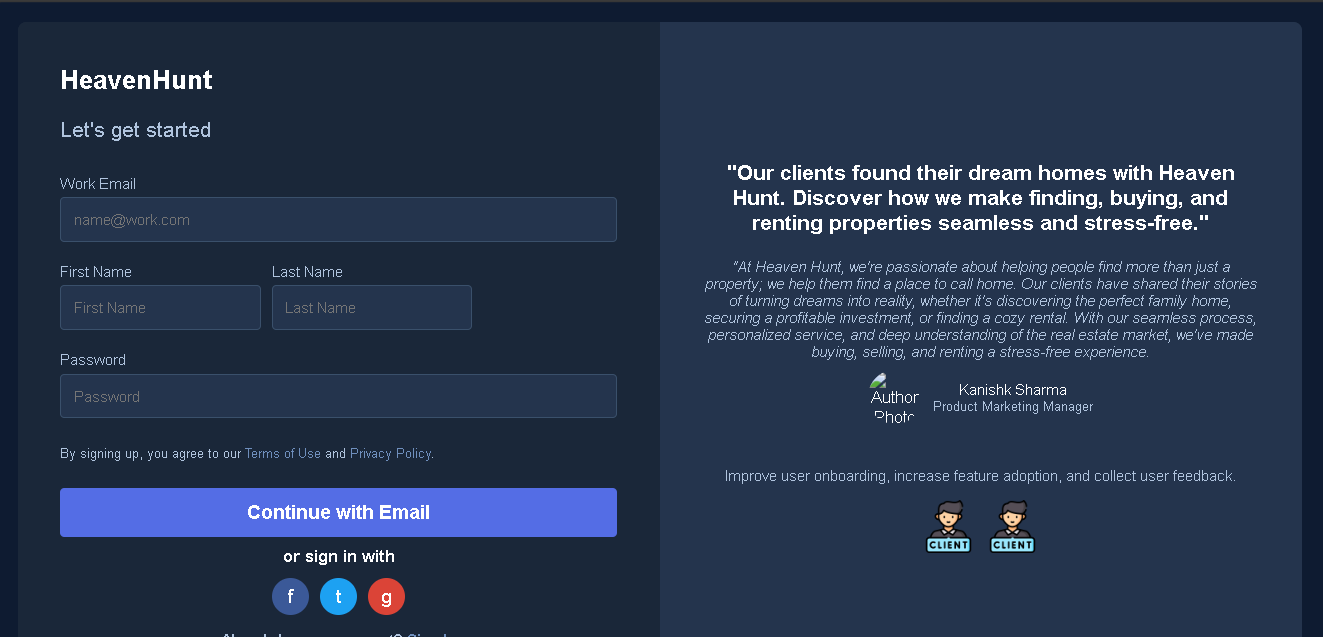 HeavenHunt
Let's get started
Work Email
name@work.com
First Name Last Name
First Name Last Name
Password
Password
By signing up, you agree to our Terms of Use and Privacy Policy.
Continue with Email
or sign in with
f t g
"Our clients found their dream homes with Heaven
Hunt. Discover how we make finding, buying, and
renting properties seamless and stress-free."
"At Heaven Hunt, we're passionate about helping people find more than just a
property; we help them find a place to call home. Our clients have shared their stories
of turning dreams into reality, whether it's discovering the perfect family home,
securing a profitable investment, or finding a cozy rental. With our seamless process,
personalized service, and deep understanding of the real estate market, we've made
buying, selling, and renting a stress-free experience.
Author
Photo
Kanishk Sharma
Product Marketing Manager
Improve user onboarding, increase feature adoption, and collect user feedback.
CLIENT CLIENT